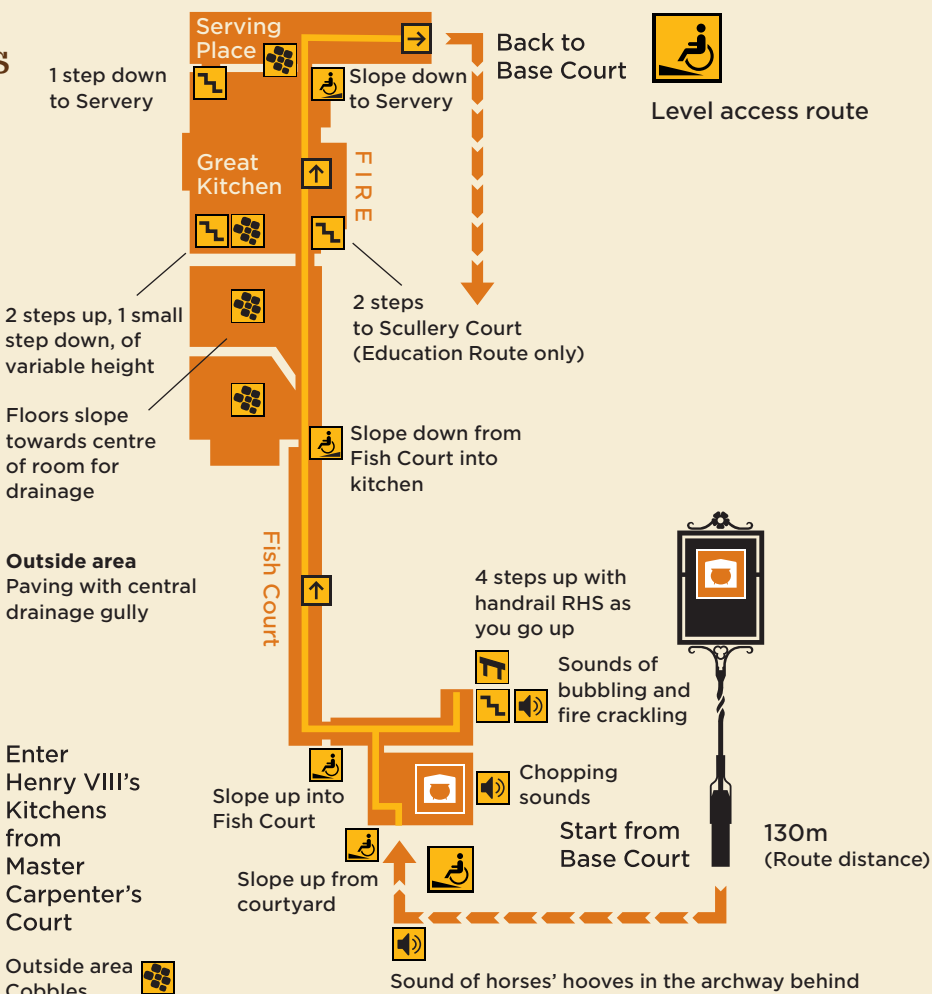 s
Serving
Place
1 step down
to Servery
Slope down
to Servery
Back to
Base Court
Level access route
Great
Kitchen
FIRE
2 steps up, 1 small
step down, of
variable height
2 steps
to Scullery Court
(Education Route only)
Floors slope
towards centre
of room for
drainage
Slope down from
Fish Court into
kitchen
Outside area
Paving with central
drainage gully
Fish Court
4 steps up with
handrail RHS as
you go up
Sounds of
bubbling and
fire crackling
Enter
Henry VIII's
Kitchens
from
Master
Carpenter's
Court
Slope up into
Fish Court
Chopping
sounds
Start from
Base Court
130m
(Route distance)
Slope up from
courtyard
Outside area
Cobbles
Sound of horses' hooves in the archway behind